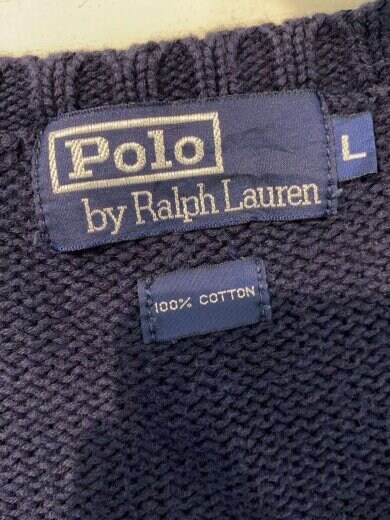 Polo
by Ralph Lauren
L
100% COTTON